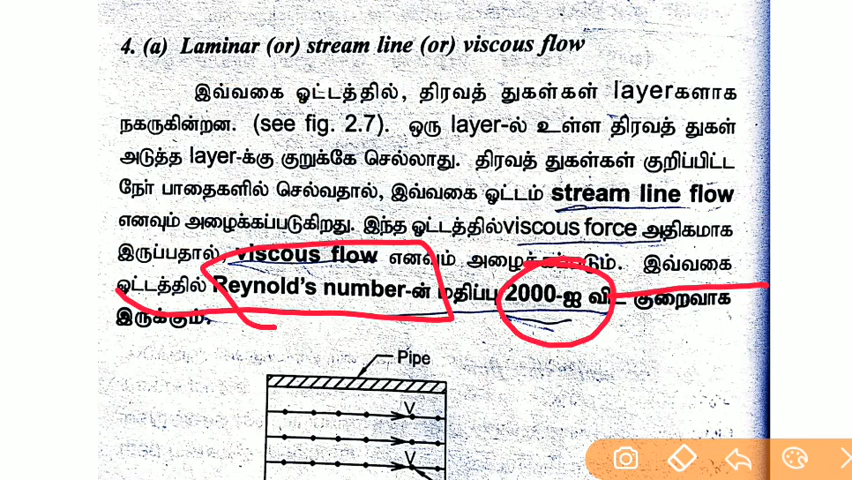 4. (a) Laminar (or) stream line (or) viscous flow
இவ்வகை ஓட்டத்தில், திரவத் துகள்கள் layerகளாக
நகருகின்றன. (see fig. 2.7). ஒரு layer-ல் உள்ள திரவத் துகள்
அடுத்த layer-க்கு குறுக்கே செல்லாது. திரவத் துகள்கள் குறிப்பிட்ட
நேர் பாதைகளில் செல்வதால், இவ்வகை ஓட்டம் stream line flow
எனவும் அழைக்கப்படுகிறது. இந்த ஓட்டத்தில் viscous force அதிகமாக
இருப்பதால், viscous flow எனவும் அழைக்கப்படும். இவ்வகை
ஓட்டத்தில் Reynold's number-ன் மதிப்பு 2000-ஐ விட குறைவாக
இருக்கும்.
Pipe
V
V